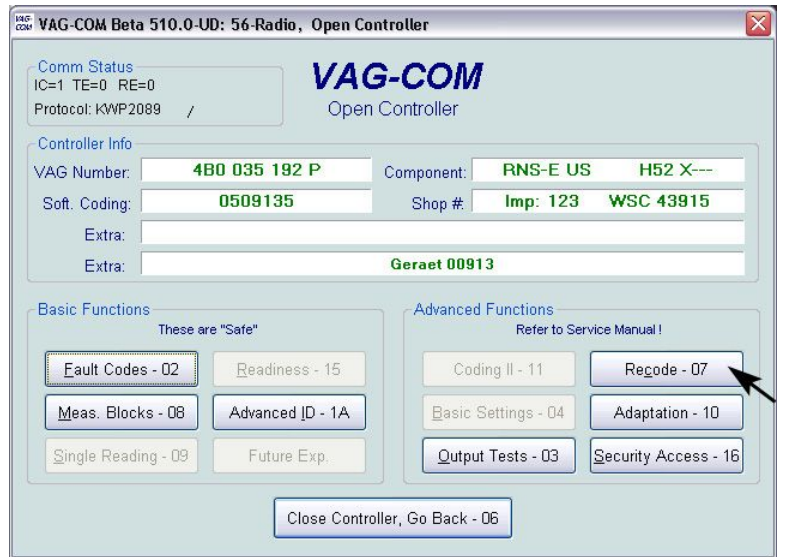 VAG-COM Beta 510.0-UD: 56-Radio, Open Controller
Comm Status
IC=1 TE=0 RE=0
Protocol: KWP2089 /
VAG-COM
Open Controller
Controller Info
VAG Number: 4B0 035 192 P Component: RNS-E US H52 X---
Soft. Coding: 0509135 Shop #: Imp: 123 WSC 43915
Extra:
Extra: Geraet 00913
Basic Functions
These are "Safe"
Fault Codes - 02 Readiness - 15
Meas. Blocks - 08 Advanced ID - 1A
Single Reading - 09 Future Exp.
Advanced Functions
Refer to Service Manual !
Coding II - 11 Recode - 07
Basic Settings - 04 Adaptation - 10
Output Tests - 03 Security Access - 16
Close Controller, Go Back - 06